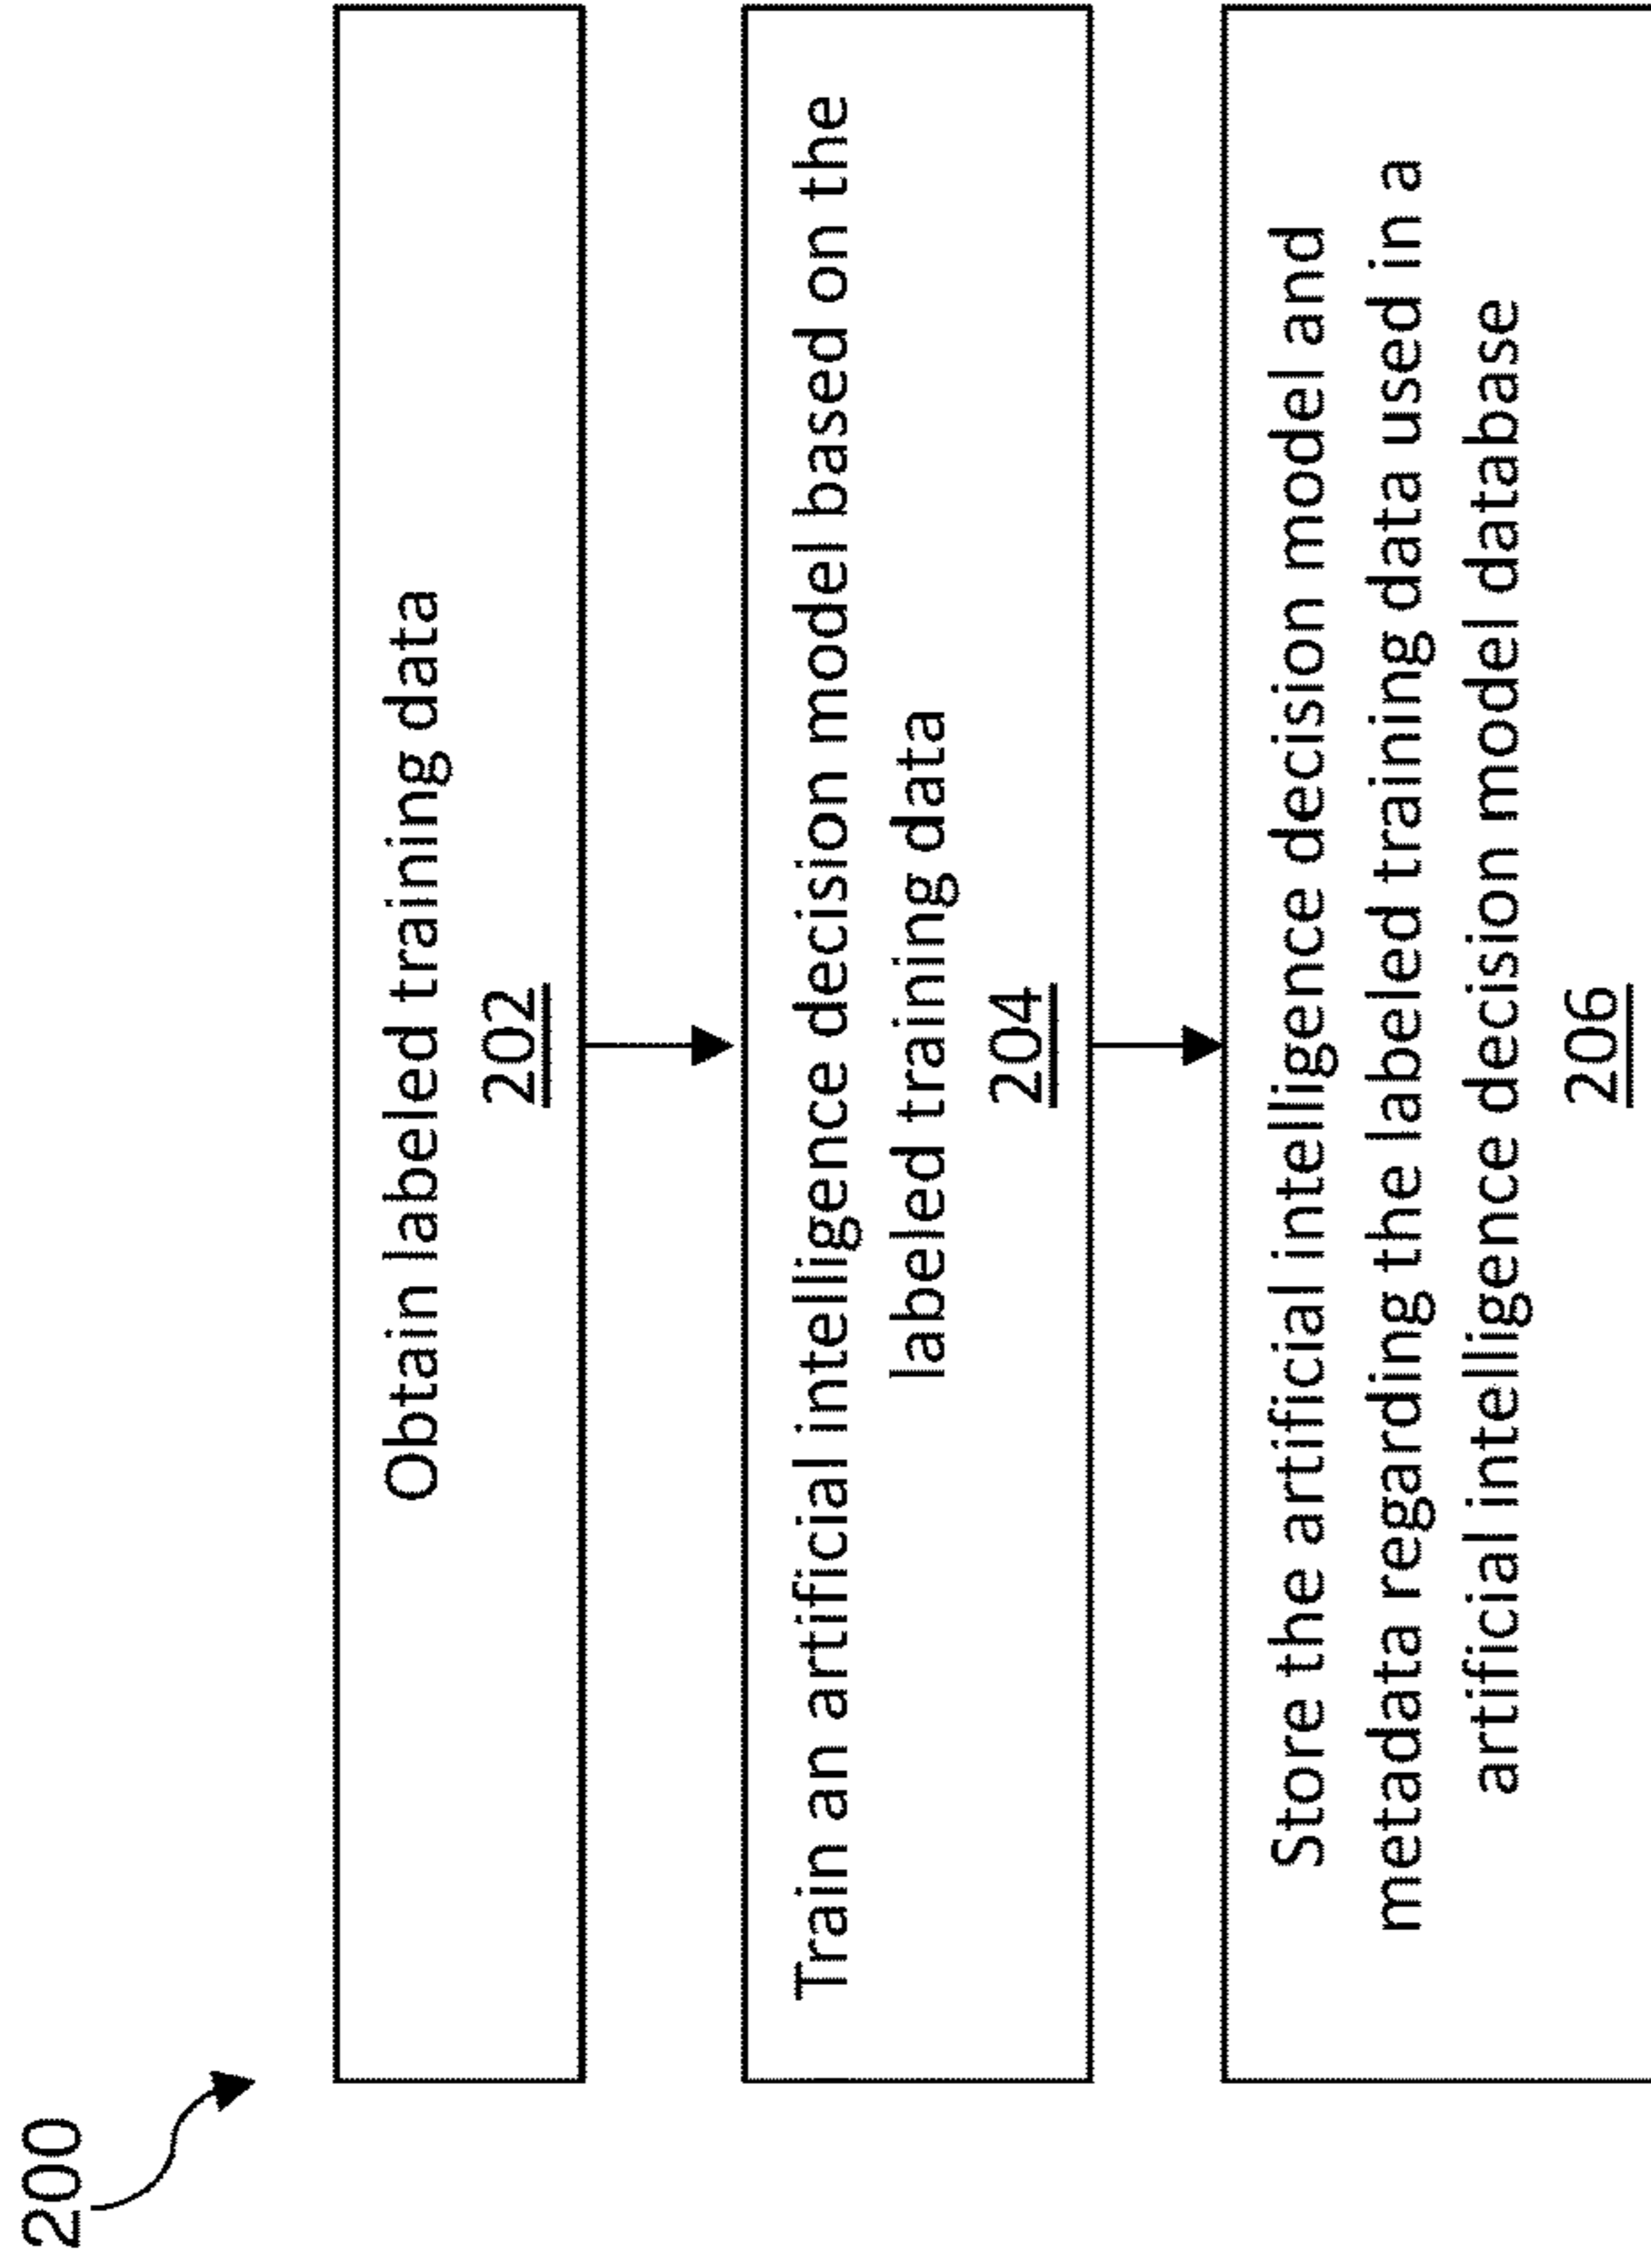 200
Obtain labeled training data
202
Train an artificial intelligence decision model based on the
labeled training data
204
Store the artificial intelligence decision model and
metadata regarding the labeled training data used in a
artificial intelligence decision model database
206